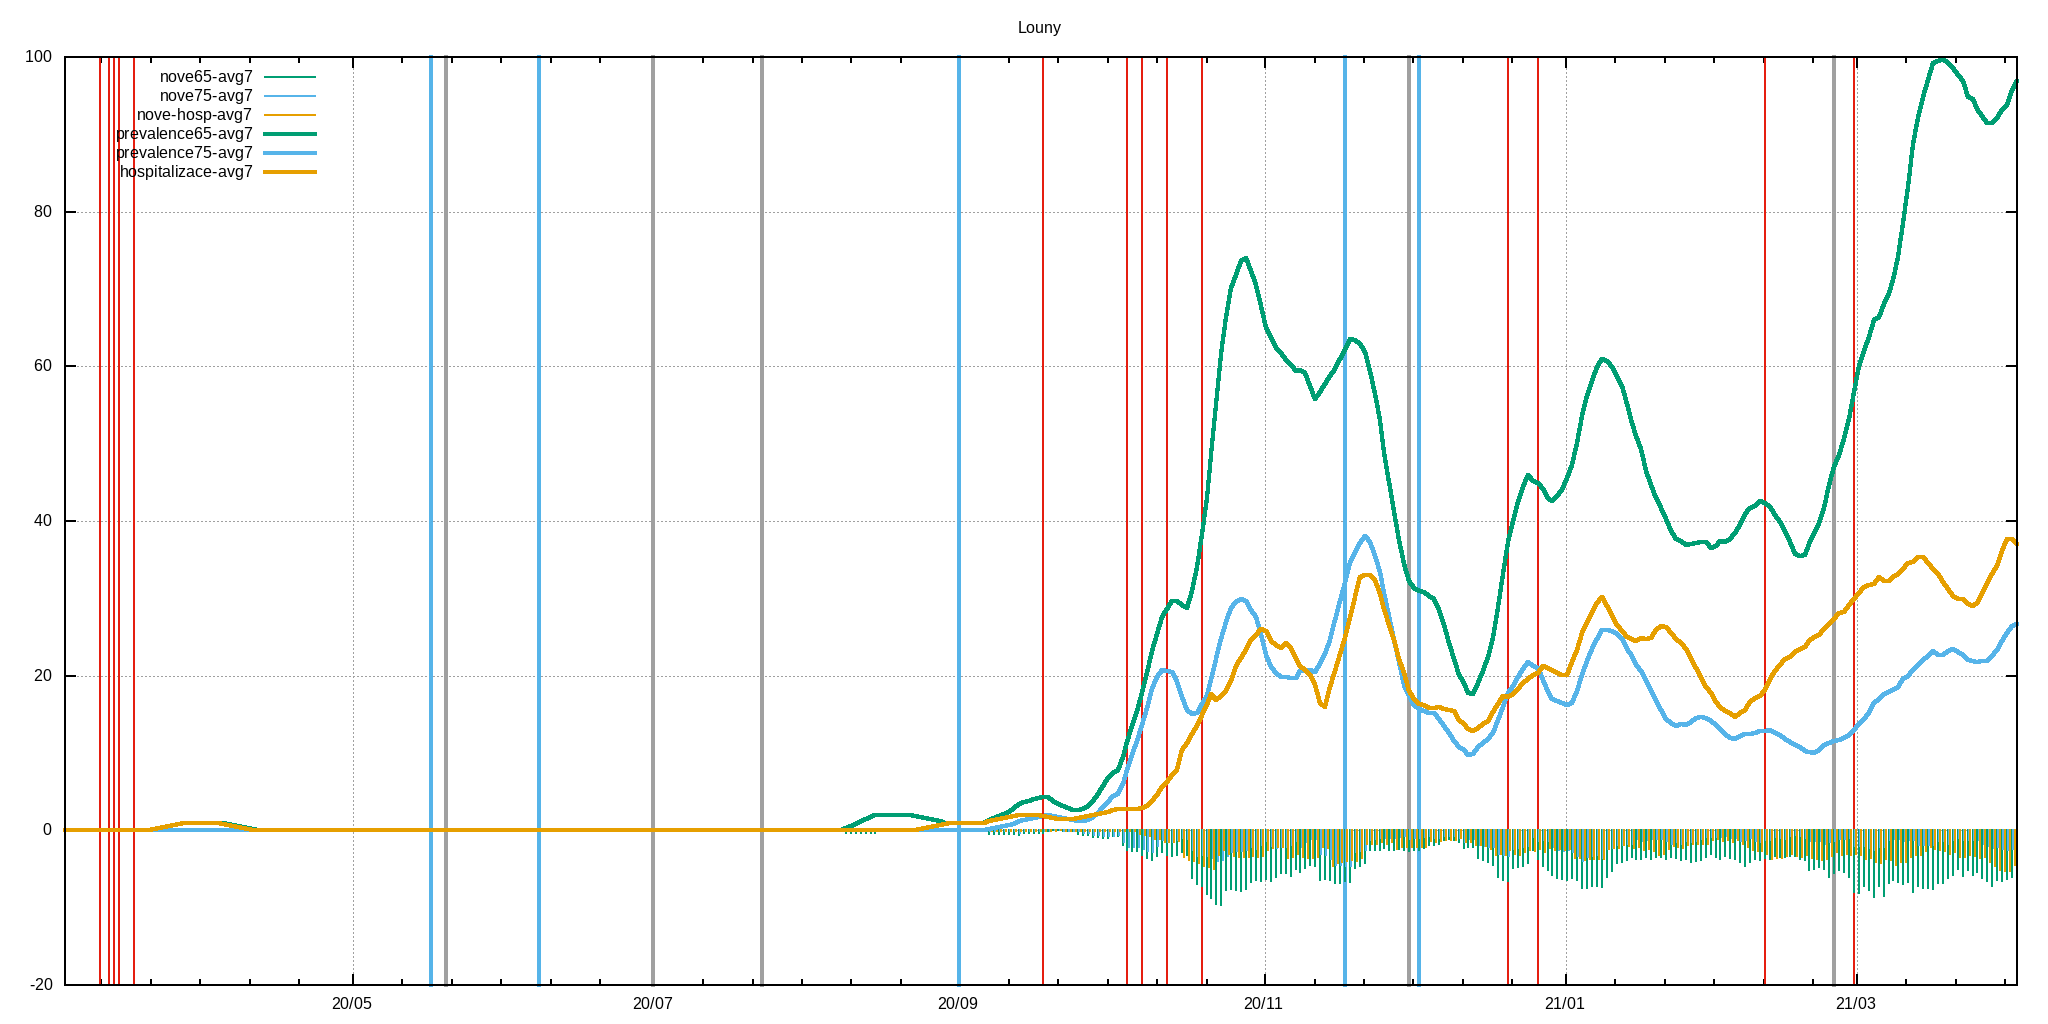 Louny
100
80
60
40
20
0
-20
nove65-avg7
nove75-avg7
nove-hosp-avg7
prevalence65-avg7
prevalence75-avg7
hospitalizace-avg7
20/05
20/07
20/09
20/11
21/01
21/03